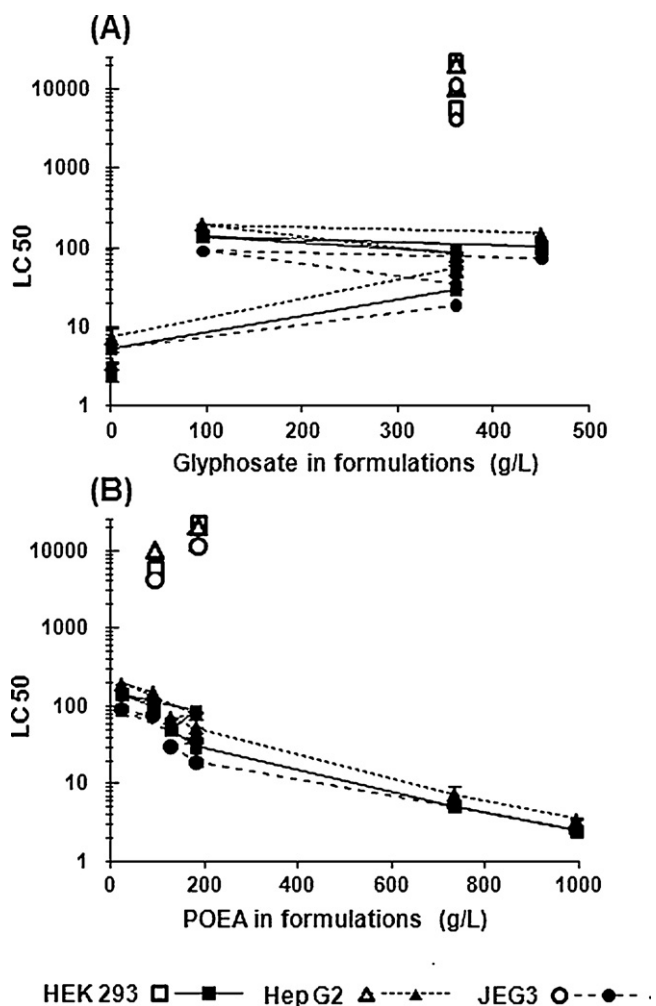 (A)
10000
1000
100
10
1
LC 50
0 100 200 300 400 500
Glyphosate in formulations (g/L)
(B)
10000
1000
100
10
1
LC 50
0 200 400 600 800 1000
POEA in formulations (g/L)
HEK 293 Hep G2 JEG3